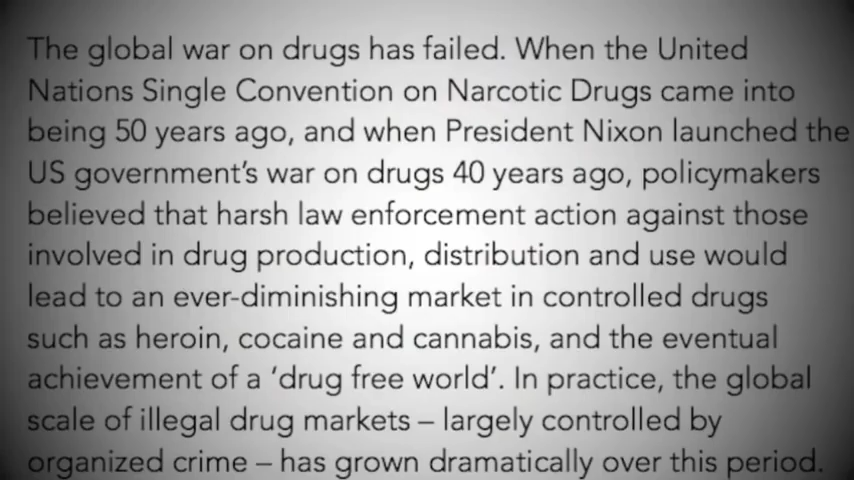 The global war on drugs has failed. When the United
Nations Single Convention on Narcotic Drugs came into
being 50 years ago, and when President Nixon launched the
US government’s war on drugs 40 years ago, policymakers
believed that harsh law enforcement action against those
involved in drug production, distribution and use would
lead to an ever-diminishing market in controlled drugs
such as heroin, cocaine and cannabis, and the eventual
achievement of a ‘drug free world’. In practice, the global
scale of illegal drug markets – largely controlled by
organized crime – has grown dramatically over this period.